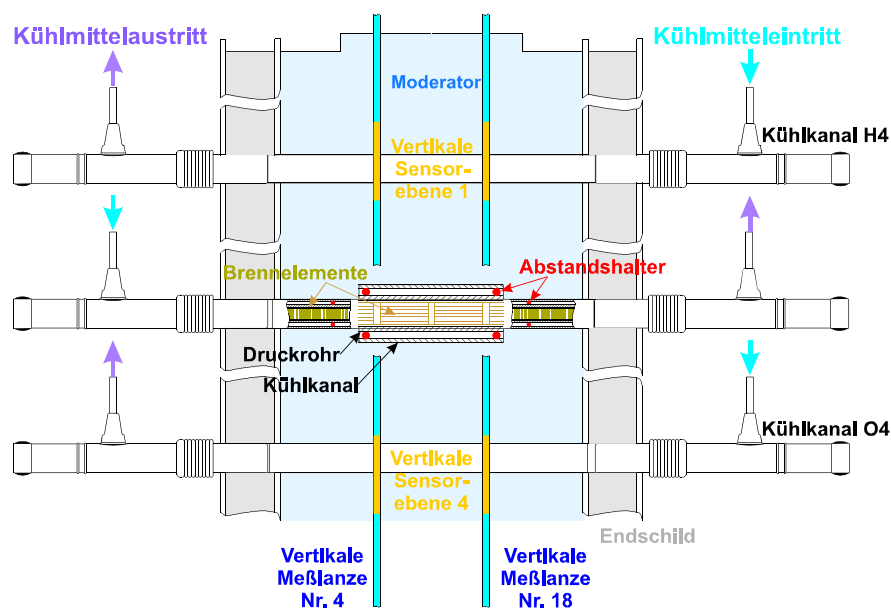 Kühlmittelaustritt
Kühlmitteleintritt
Moderator
Kühlkanal H4
Vertikale
Sensor-
ebene 1
Brennelemente
Abstandshalter
Druckrohr
Kühlkanal
Kühlkanal O4
Vertikale
Sensor-
ebene 4
Endschild
Vertikale
Meßlanze
Nr. 4
Vertikale
Meßlanze
Nr. 18